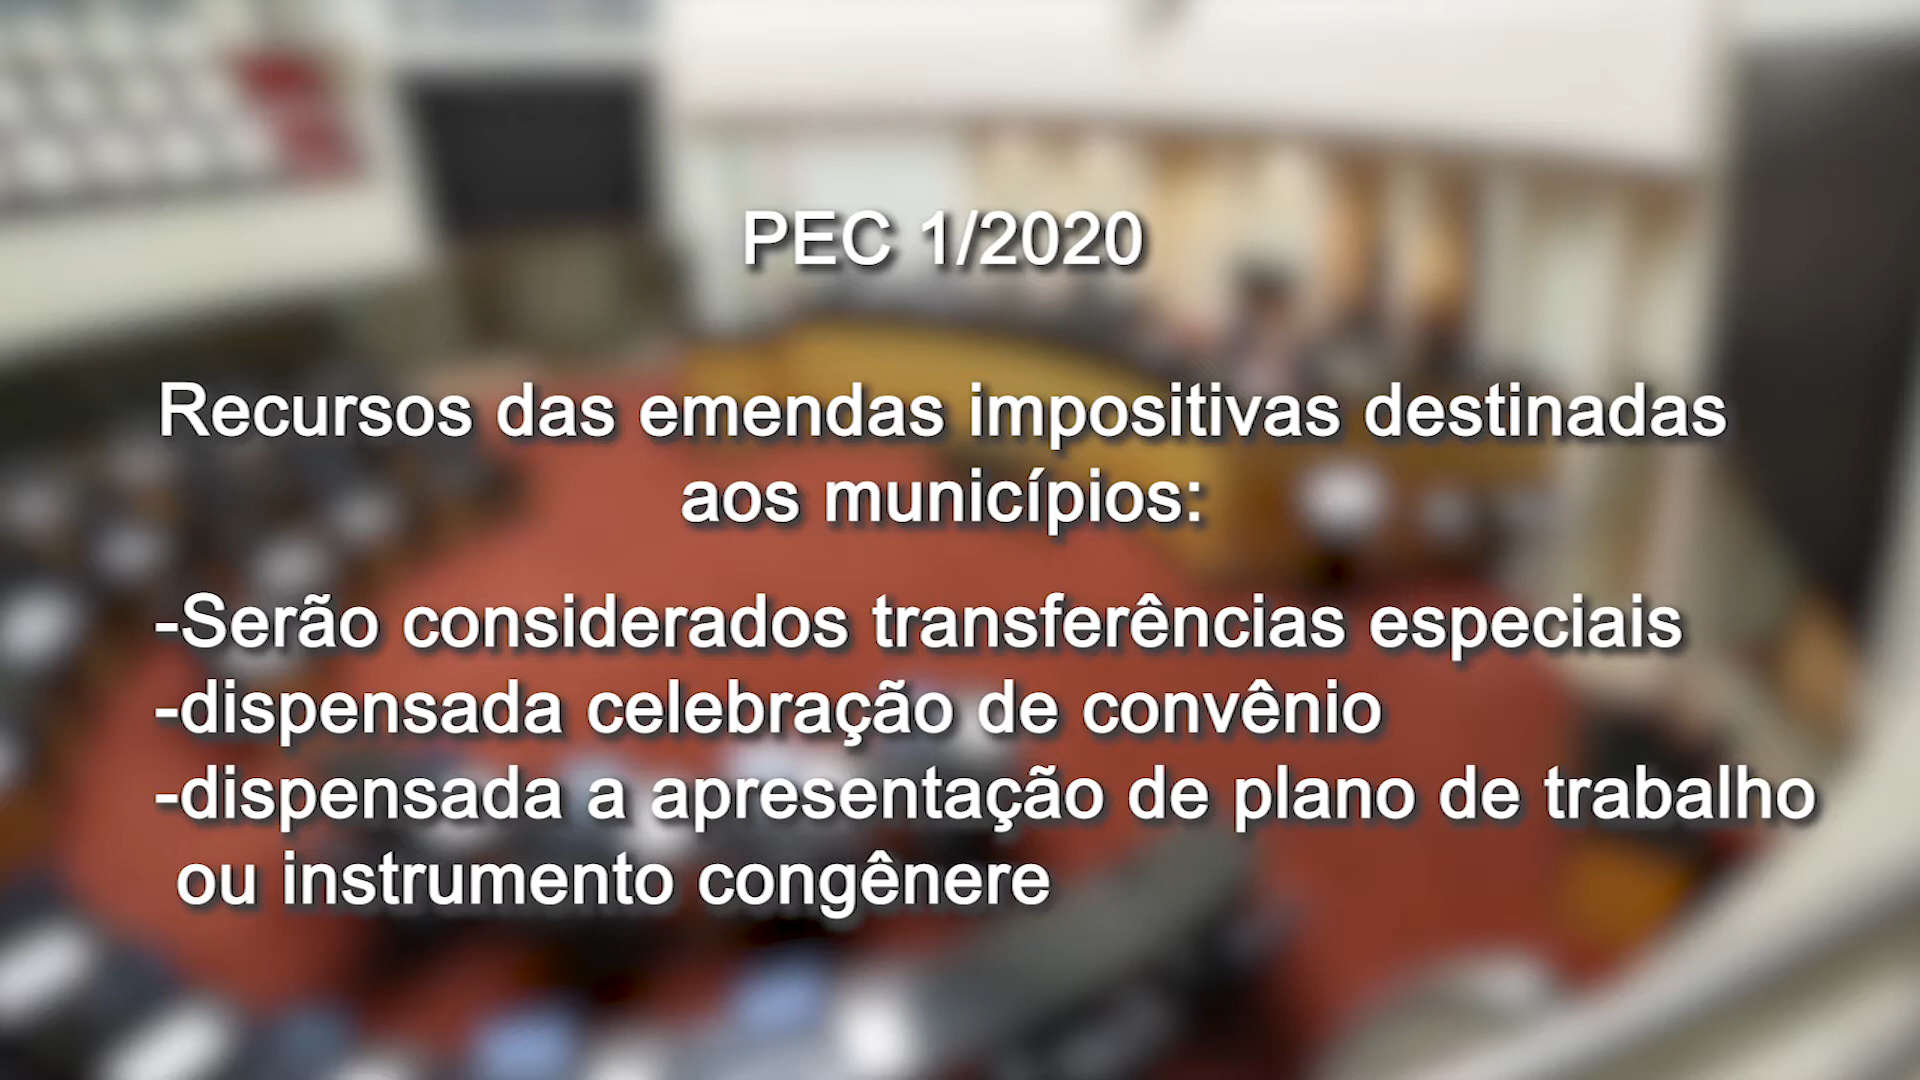 PEC 1/2020
Recursos das emendas impositivas destinadas
aos municípios:
-Serão considerados transferências especiais
-dispensada celebração de convênio
-dispensada a apresentação de plano de trabalho
ou instrumento congênere